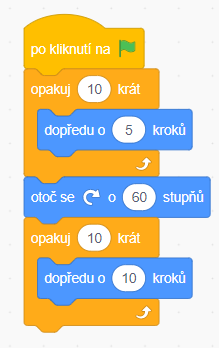 po kliknutí na
opakuj 10 krát
dopředu o 5 kroků
otoč se o 60 stupňů
opakuj 10 krát
dopředu o 10 kroků